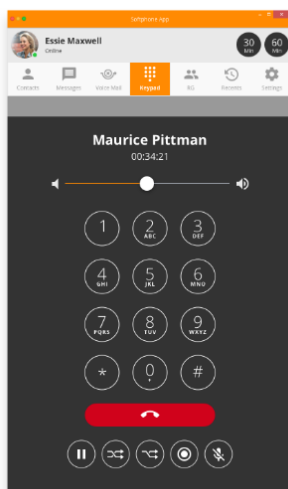 Softphone App
Essie Maxwell
Online
30
Min
60
Min
Contacts
Messages
Voice Mail
Keypad
BG
Recents
Settings
Maurice Pittman
00:34:21
1
2
ABC
3
DEF
4
GHI
5
JKL
6
MNO
7
PQRS
8
TUV
9
WXYZ
*
0
#